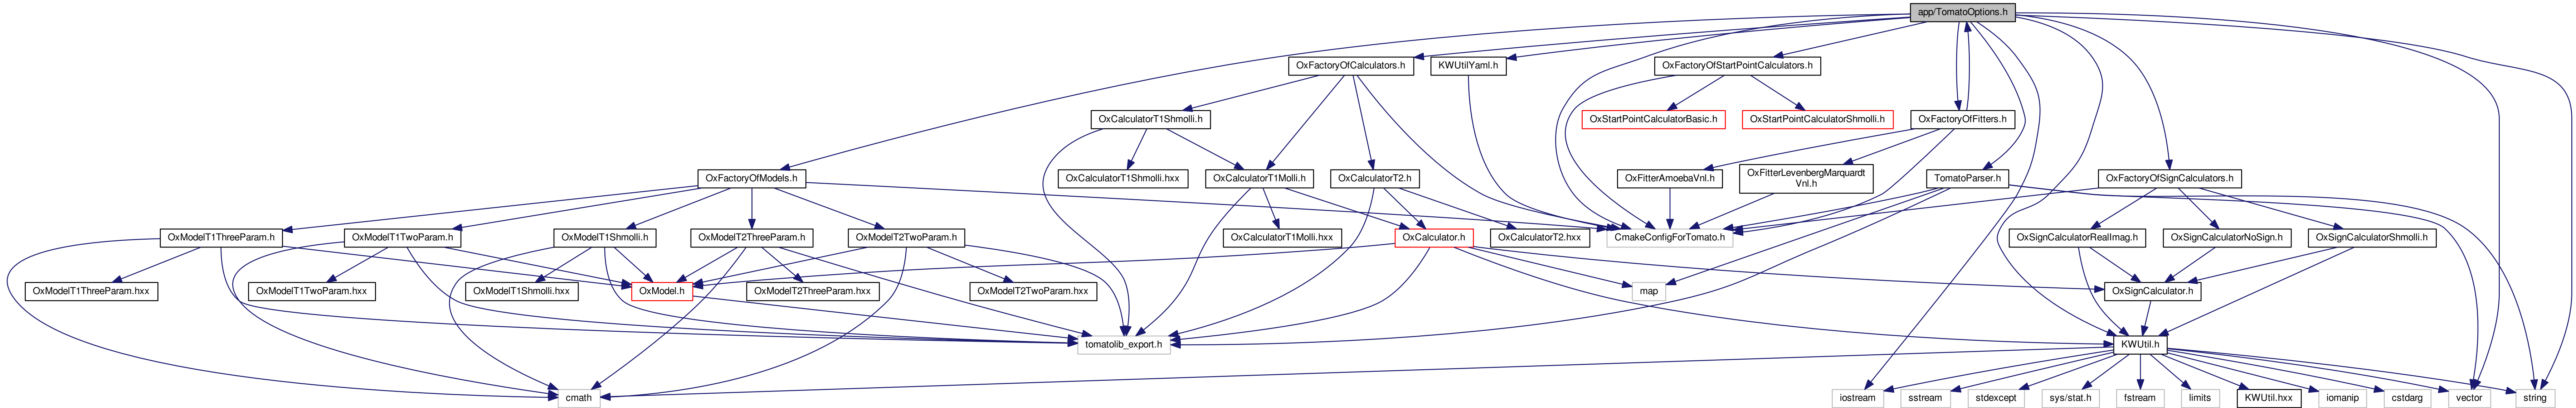 app/TomatoOptions.h
OxFactoryOfCalculators.h
KWUtilYaml.h
OxFactoryOfStartPointCalculators.h
OxCalculatorT1Shmolli.h
OxStartPointCalculatorBasic.h
OxStartPointCalculatorShmolli.h
OxFactoryOfFitters.h
OxFactoryOfModels.h
OxCalculatorT1Shmolli.hxx
OxCalculatorT1Molli.h
OxCalculatorT2.h
OxFitterAmoebaVnl.h
OxFitterLevenbergMarquardt
Vnl.h
TomatoParser.h
OxFactoryOfSignCalculators.h
OxModelT1ThreeParam.h
OxModelT1TwoParam.h
OxModelT1Shmolli.h
OxModelT2ThreeParam.h
OxModelT2TwoParam.h
OxCalculatorT1Molli.hxx
OxCalculator.h
OxCalculatorT2.hxx
CmakeConfigForTomato.h
OxSignCalculatorRealImag.h
OxSignCalculatorNoSign.h
OxSignCalculatorShmolli.h
OxModelT1ThreeParam.hxx
OxModelT1TwoParam.hxx
OxModelT1Shmolli.hxx
OxModel.h
OxModelT2ThreeParam.hxx
OxModelT2TwoParam.hxx
map
OxSignCalculator.h
tomatolib_export.h
KWUtil.h
cmath
iostream
sstream
stdexcept
sys/stat.h
fstream
limits
KWUtil.hxx
iomanip
cstdarg
vector
string